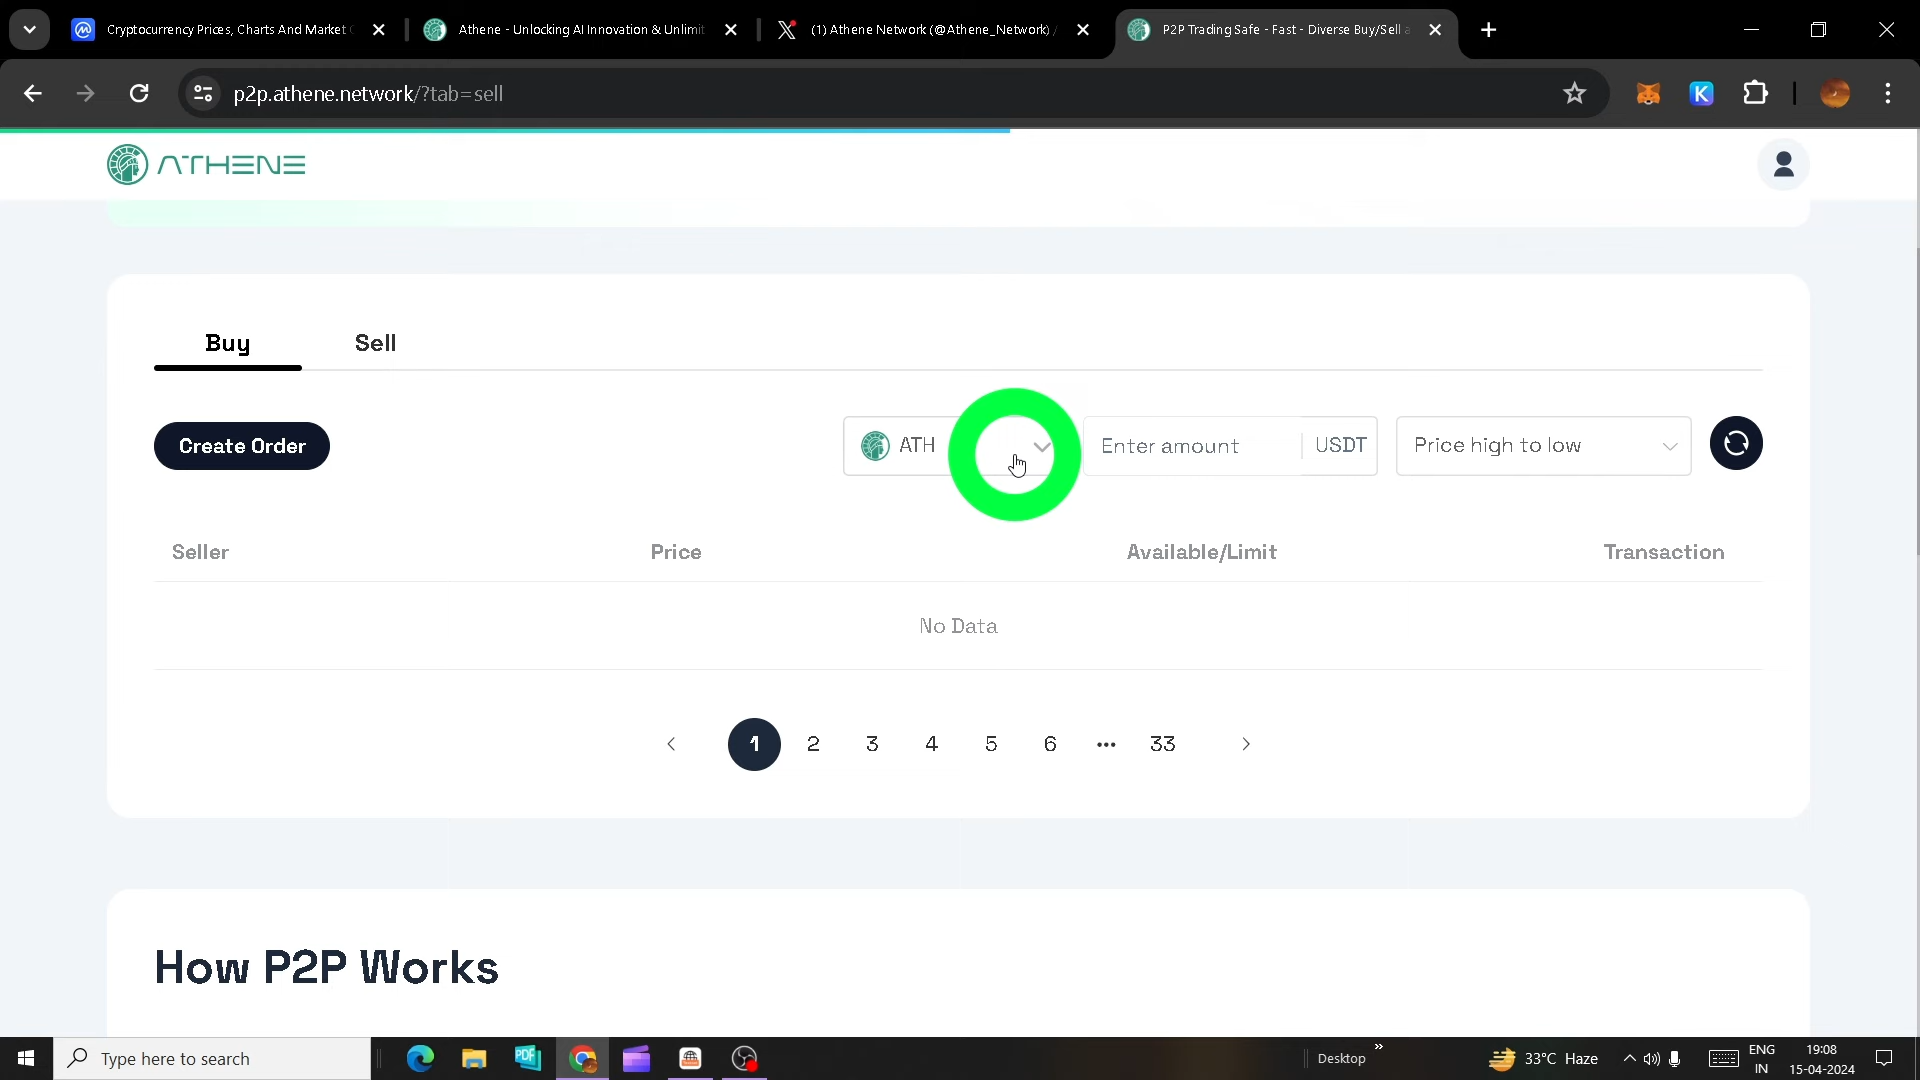 Cryptocurrency Prices, Charts And Market C
Athene - Unlocking AI Innovation & Unlimit
(1) Athene Network (@Athene_Network) /
P2P Trading Safe - Fast - Diverse Buy/Sell a
p2p.athene.network/?tab=sell
K
ATHENE
Buy
Sell
Create Order
ATH
Enter amount
USDT
Price high to low
Seller
Price
Available/Limit
Transaction
No Data
1
2
3
4
5
6
•••
33
How P2P Works
Type here to search
PDF
Desktop
33°C Haze
ENG
IN
19:08
15-04-2024